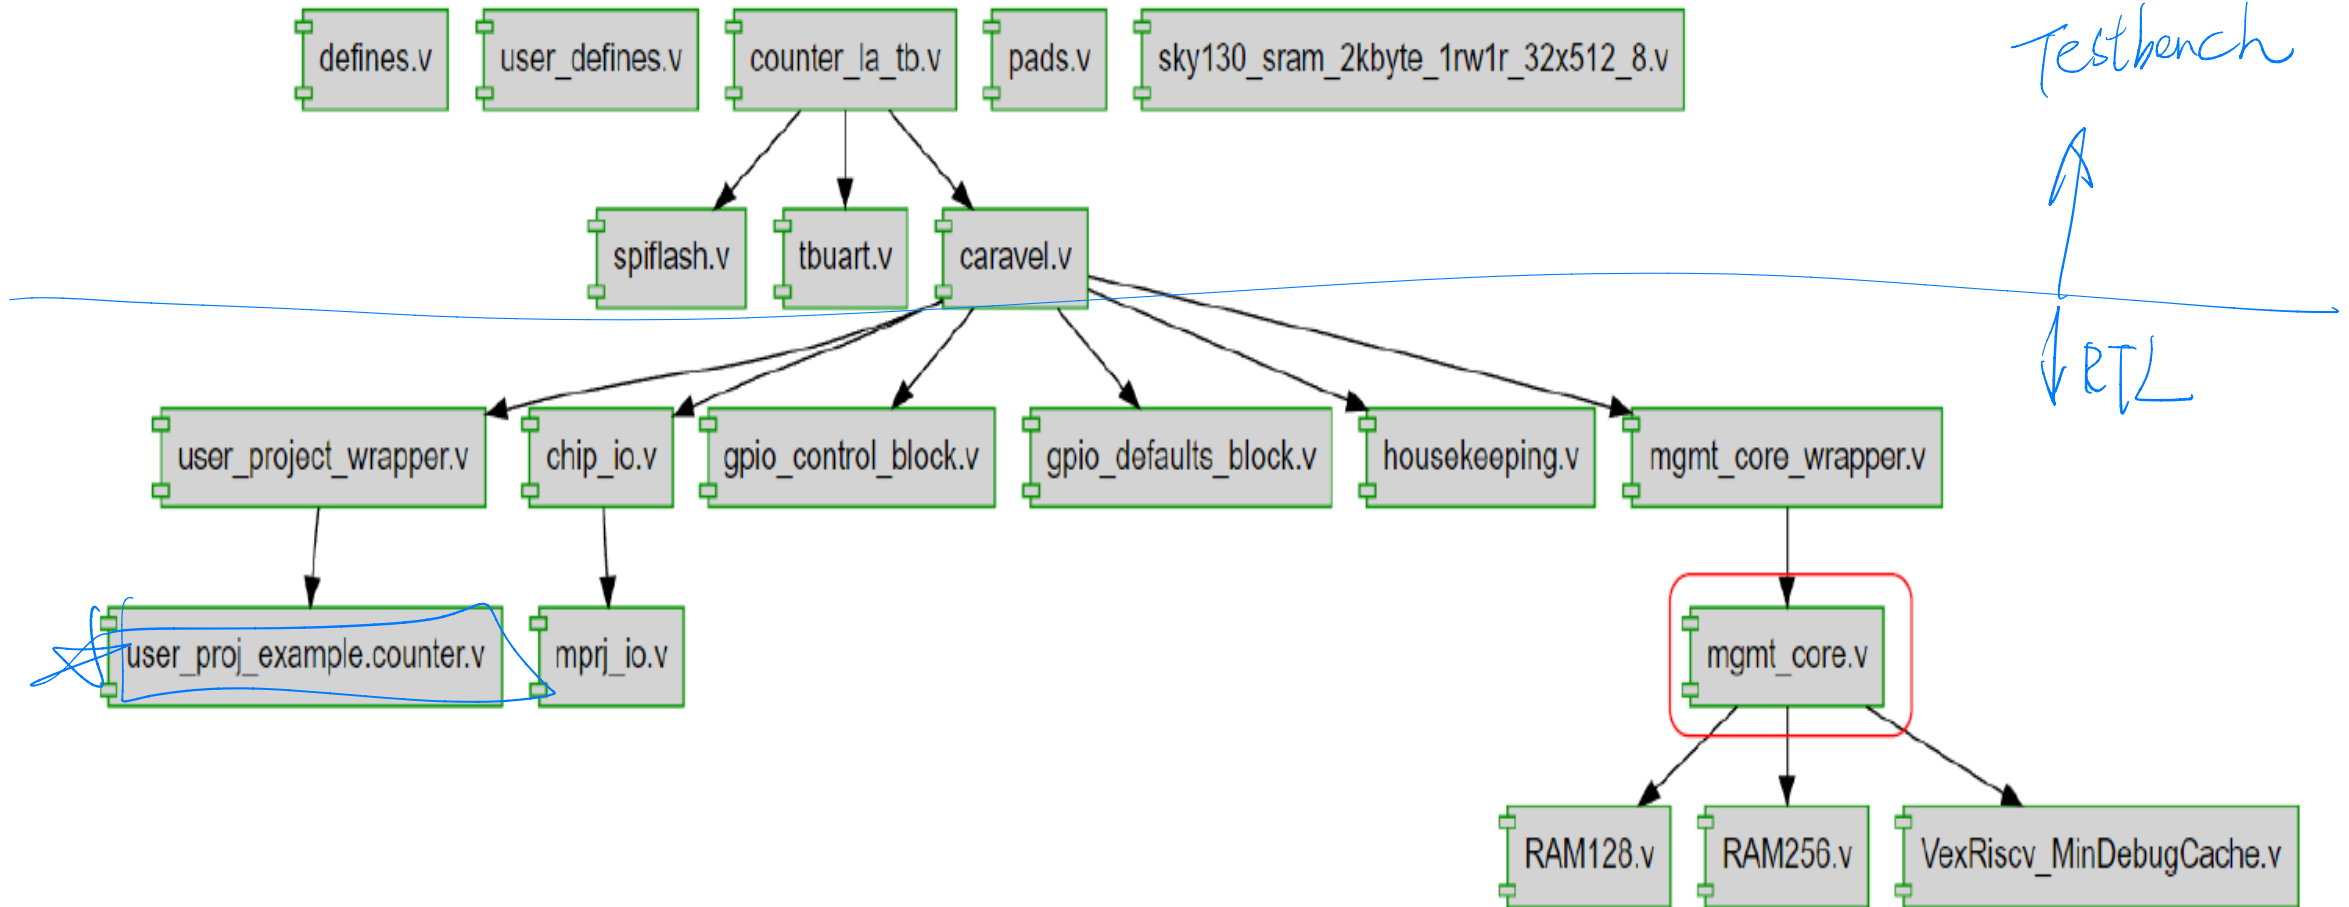 defines.v
user_defines.v
counter_la_tb.v
pads.v
sky130_sram_2kbyte_1rw1r_32x512_8.v
Testbench
spiflash.v
tbuart.v
caravel.v
RTL
user_project_wrapper.v
chip_io.v
gpio_control_block.v
gpio_defaults_block.v
housekeeping.v
mgmt_core_wrapper.v
user_proj_example.counter.v
mprj_io.v
mgmt_core.v
RAM128.v
RAM256.v
VexRiscv_MinDebugCache.v